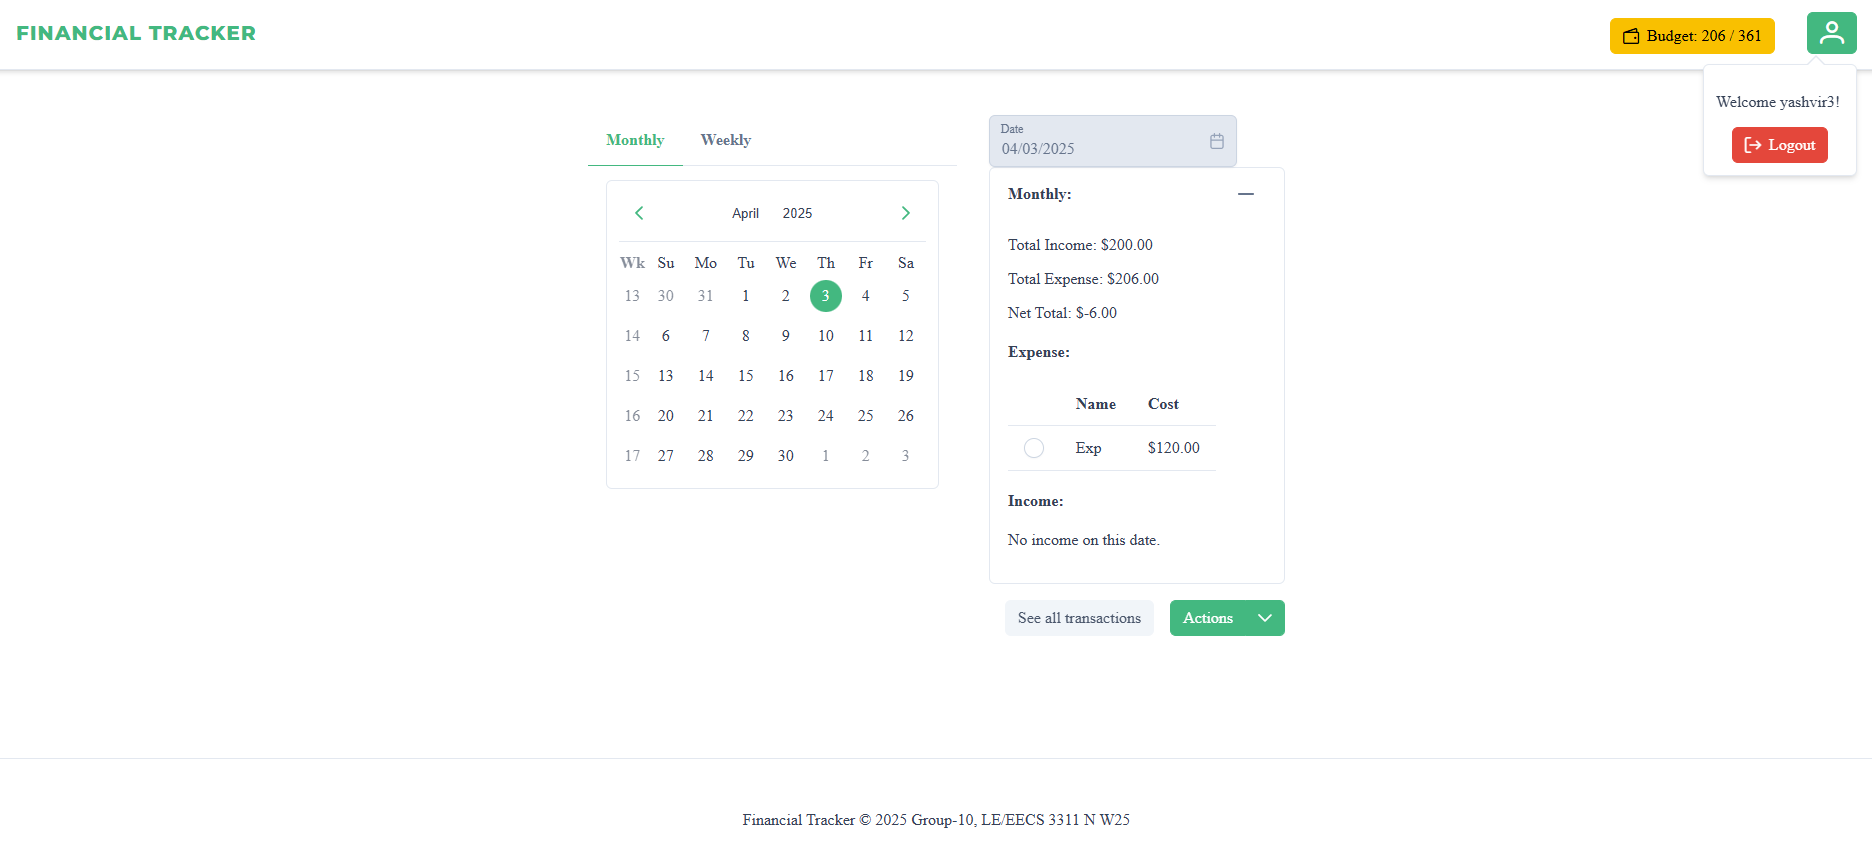 FINANCIAL TRACKER
Budget: 206 / 361
Welcome yashvir3!
Logout
Monthly Weekly
April 2025
Wk Su Mo Tu We Th Fr Sa
13 30 31 1 2 3 4 5
14 6 7 8 9 10 11 12
15 13 14 15 16 17 18 19
16 20 21 22 23 24 25 26
17 27 28 29 30 1 2 3
Date
04/03/2025
Monthly:
Total Income: $200.00
Total Expense: $206.00
Net Total: $-6.00
Expense:
Name Cost
Exp $120.00
Income:
No income on this date.
See all transactions Actions
Financial Tracker © 2025 Group-10, LE/EECS 3311 N W25